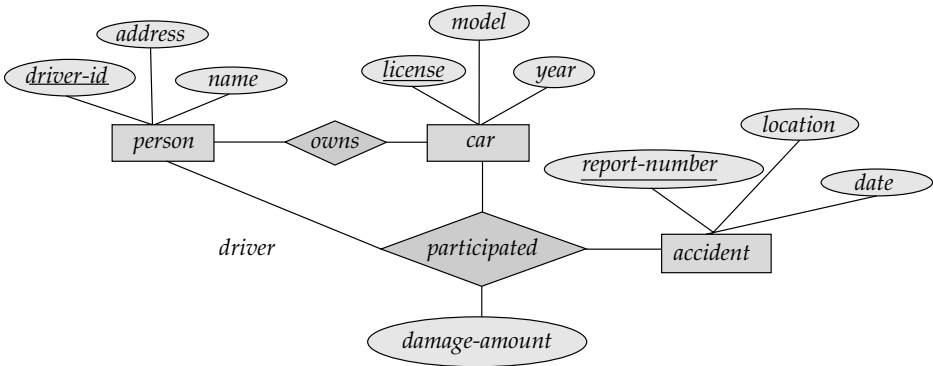 model
address
driver-id
name
license
year
location
person
owns
car
report-number
date
driver
participated
accident
damage-amount